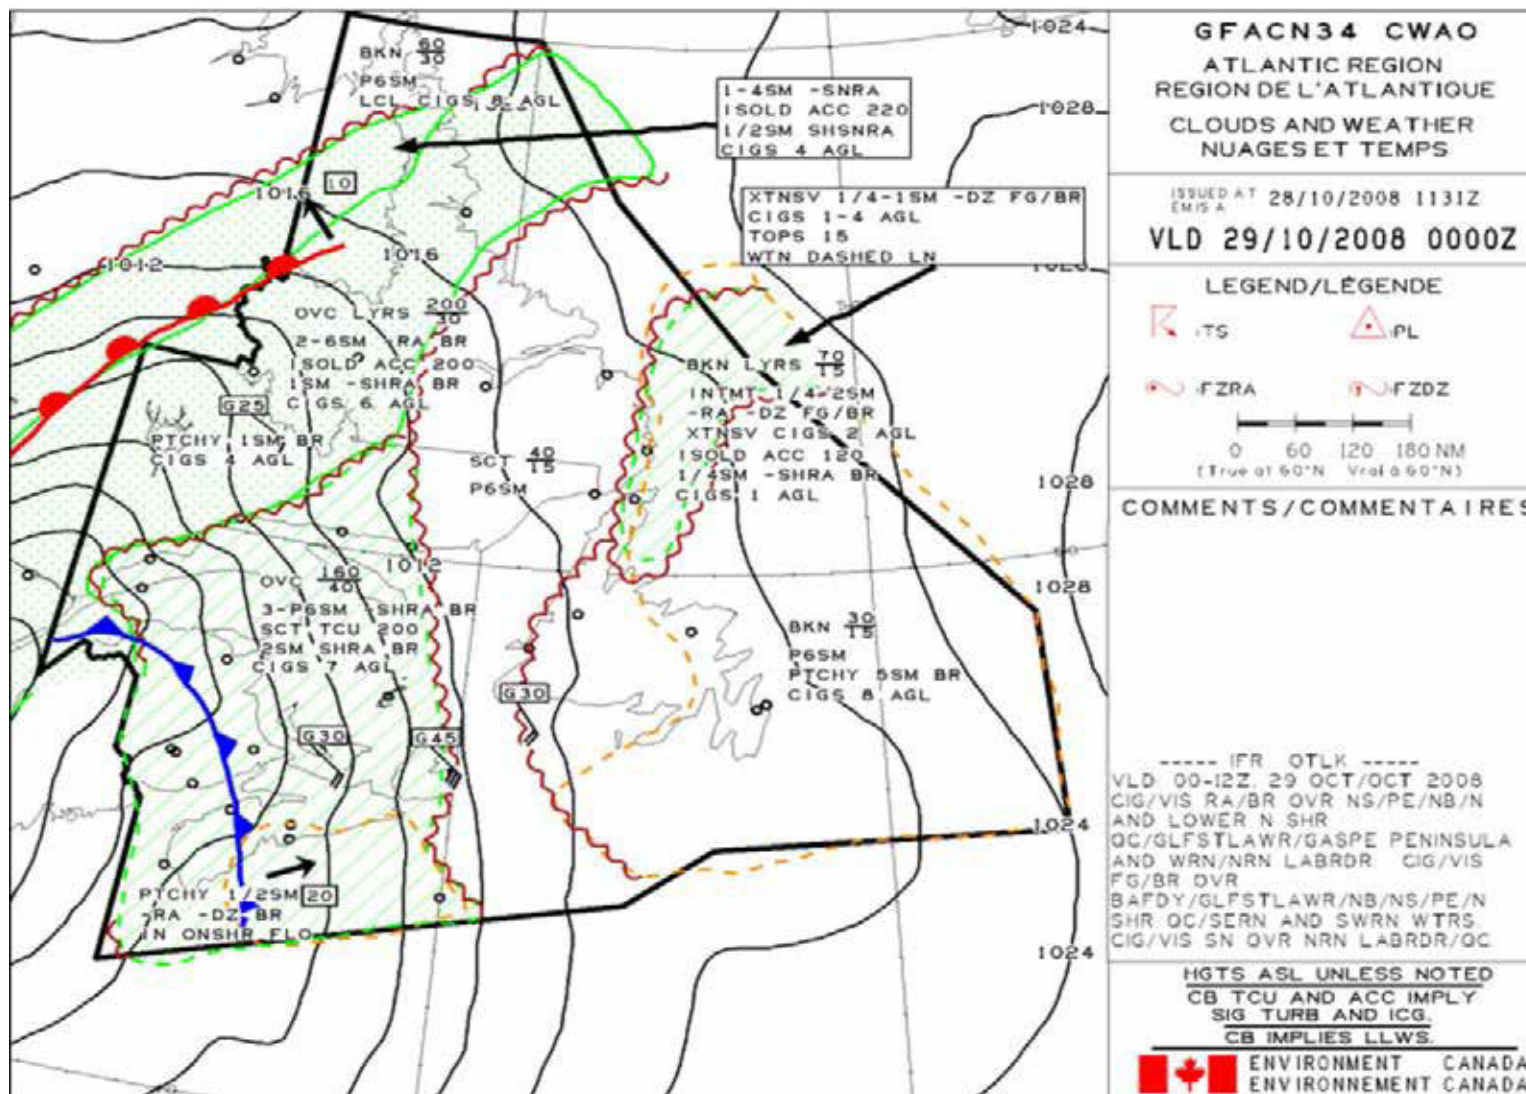 BKN 60/30
P6SM
LCL CIGS 8 AGL
1-4SM -SNRA
ISOLD ACC 220
1/2SM SHSNRA
CIGS 4 AGL
XTNSV 1/4-1SM -DZ FG/BR
CIGS 1-4 AGL
TOPS 15
WTN DASHED LN
1024
1028
10
1016
1016
1012
OVC LYRS 200/30
2-6SM -RA BR
ISOLD ACC 200
1SM -SHRA BR
CIGS 6 AGL
G25
PTCHY 1SM BR
CIGS 4 AGL
SCT 40/15
P6SM
BKN LYRS 70/15
INTMT 1/4-2SM
-RA -DZ FG/BR
XTNSV CIGS 2 AGL
ISOLD ACC 120
1/4SM -SHRA BR
CIGS 1 AGL
1028
1012
OVC 160/40
3-P6SM -SHRA BR
SCT TCU 200
2SM SHRA BR
CIGS 7 AGL
1028
BKN 30/15
P6SM
PTCHY 5SM BR
CIGS 8 AGL
G30
G30
G45
1024
PTCHY 1/2SM
20
-RA -DZ BR
IN ONSHR FLO
1024
GFACN34 CWAO
ATLANTIC REGION
REGION DE L'ATLANTIQUE
CLOUDS AND WEATHER
NUAGES ET TEMPS
ISSUED AT 28/10/2008 1131Z
EMIS A
VLD 29/10/2008 0000Z
LEGEND/LÉGENDE
TS
PL
FZRA
FZDZ
0 60 120 180 NM
(True at 60°N Vrai à 60°N)
COMMENTS/COMMENTAIRES
----- IFR OTLK -----
VLD 00-12Z, 29 OCT/OCT 2008
CIG/VIS RA/BR OVR NS/PE/NB/N
AND LOWER N SHR
QC/GLFSTLAWR/GASPE PENINSULA
AND WRN/NRN LABRDR CIG/VIS
FG/BR OVR
BAFDY/GLFSTLAWR/NB/NS/PE/N
SHR QC/SERN AND SWRN WTRS.
CIG/VIS SN OVR NRN LABRDR/QC
HGTS ASL UNLESS NOTED
CB TCU AND ACC IMPLY
SIG TURB AND ICG.
CB IMPLIES LLWS.
ENVIRONMENT CANADA
ENVIRONNEMENT CANADA